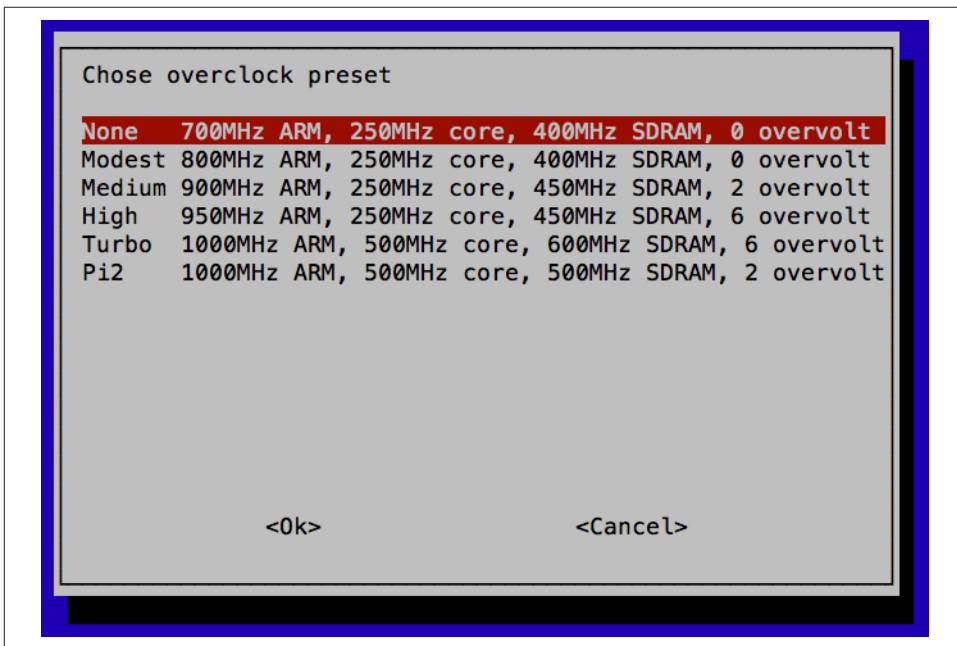 Chose overclock preset
None 700MHz ARM, 250MHz core, 400MHz SDRAM, 0 overvolt
Modest 800MHz ARM, 250MHz core, 400MHz SDRAM, 0 overvolt
Medium 900MHz ARM, 250MHz core, 450MHz SDRAM, 2 overvolt
High 950MHz ARM, 250MHz core, 450MHz SDRAM, 6 overvolt
Turbo 1000MHz ARM, 500MHz core, 600MHz SDRAM, 6 overvolt
Pi2 1000MHz ARM, 500MHz core, 500MHz SDRAM, 2 overvolt
<Ok> <Cancel>